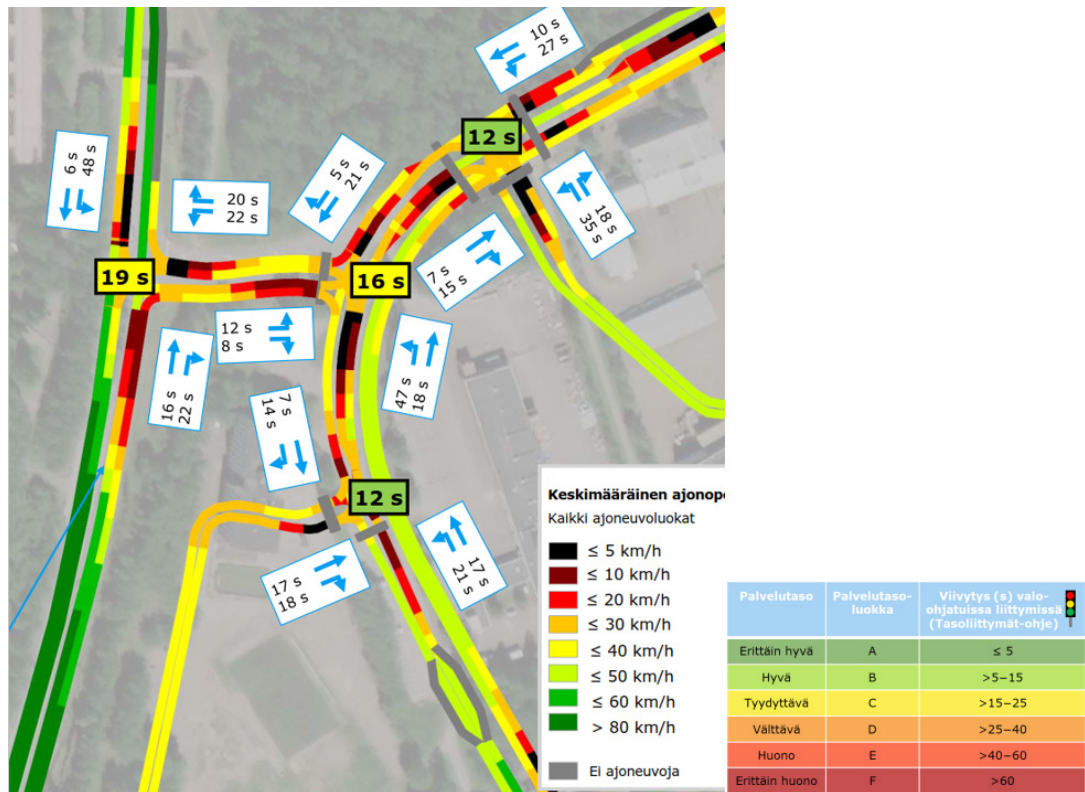 10 s
27 s
12 s
6 s
48 s
5 s
21 s
20 s
22 s
18 s
35 s
7 s
15 s
19 s
16 s
12 s
8 s
47 s
18 s
16 s
22 s
7 s
14 s
12 s
17 s
21 s
17 s
18 s
Keskimääräinen ajonop
Kaikki ajoneuvoluokat
≤ 5 km/h
≤ 10 km/h
≤ 20 km/h
≤ 30 km/h
≤ 40 km/h
≤ 50 km/h
≤ 60 km/h
> 80 km/h
Ei ajoneuvoja
Palvelutaso Palvelutaso- Viivytys (s) valo-
luokka ohjatuissa liittymissä
(Tasoliittymät-ohje)
Erittäin hyvä A ≤ 5
Hyvä B >5−15
Tyydyttävä C >15−25
Välttävä D >25−40
Huono E >40−60
Erittäin huono F >60